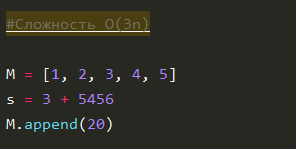 #Сложность O(3n)
M = [1, 2, 3, 4, 5]
s = 3 + 5456
M.append(20)